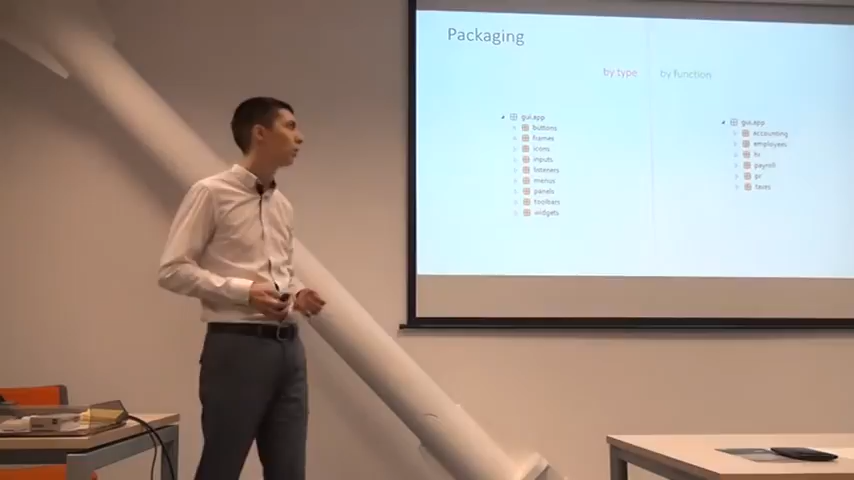 Packaging
by type
by function
gui.app
buttons
frames
icons
inputs
listeners
menus
panels
toolbars
widgets
gui.app
accounting
employees
hr
payroll
pr
taxes